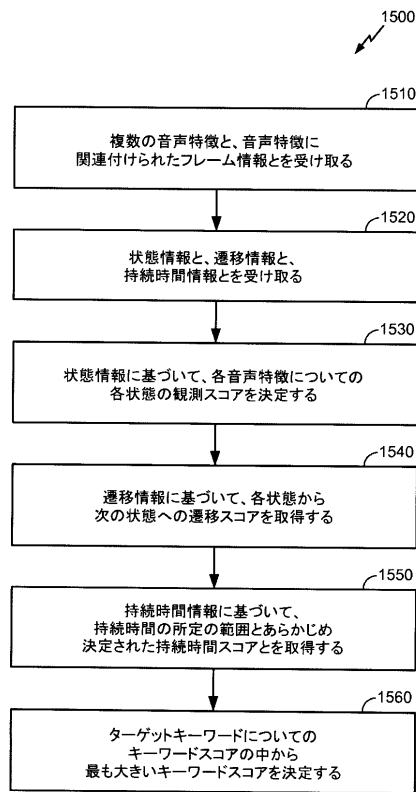 1500
1510
複数の音声特徴と、音声特徴に
関連付けられたフレーム情報とを受け取る
1520
状態情報と、遷移情報と、
持続時間情報とを受け取る
1530
状態情報に基づいて、各音声特徴についての
各状態の観測スコアを決定する
1540
遷移情報に基づいて、各状態から
次の状態への遷移スコアを取得する
1550
持続時間情報に基づいて、
持続時間の所定の範囲とあらかじめ
決定された持続時間スコアとを取得する
1560
ターゲットキーワードについての
キーワードスコアの中から
最も大きいキーワードスコアを決定する